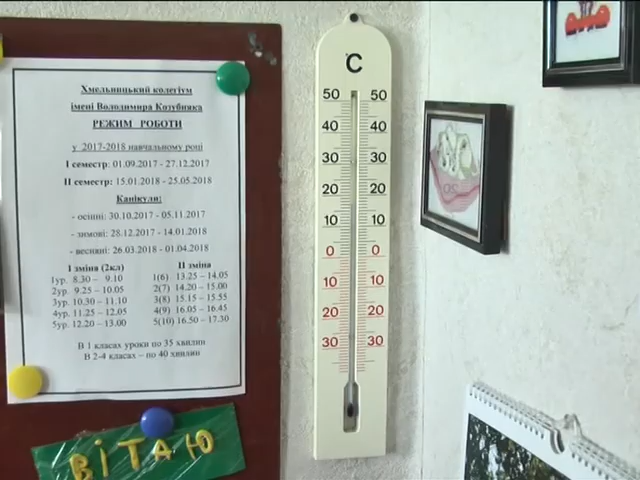 Хмельницький колегіум
імені Володимира Козубняка
РЕЖИМ РОБОТИ
у 2017-2018 навчальному році
І семестр: 01.09.2017 - 27.12.2017
ІІ семестр: 15.01.2018 - 25.05.2018
Канікули:
- осінні: 30.10.2017 - 05.11.2017
- зимові: 28.12.2017 - 14.01.2018
- весняні: 26.03.2018 - 01.04.2018
І зміна (2кл) ІІ зміна
1ур. 8.30 – 9.10 1(6) 13.25 – 14.05
2ур. 9.25 – 10.05 2(7) 14.20 – 15.00
3ур. 10.30 – 11.10 3(8) 15.15 – 15.55
4ур. 11.25 – 12.05 4(9) 16.05 – 16.45
5ур. 12.20 – 13.00 5(10) 16.50 – 17.30
В 1 класах уроки по 35 хвилин
В 2-4 класах – по 40 хвилин
ВІТАЮ
°C
50 50
40 40
30 30
20 20
10 10
0 0
10 10
20 20
30 30